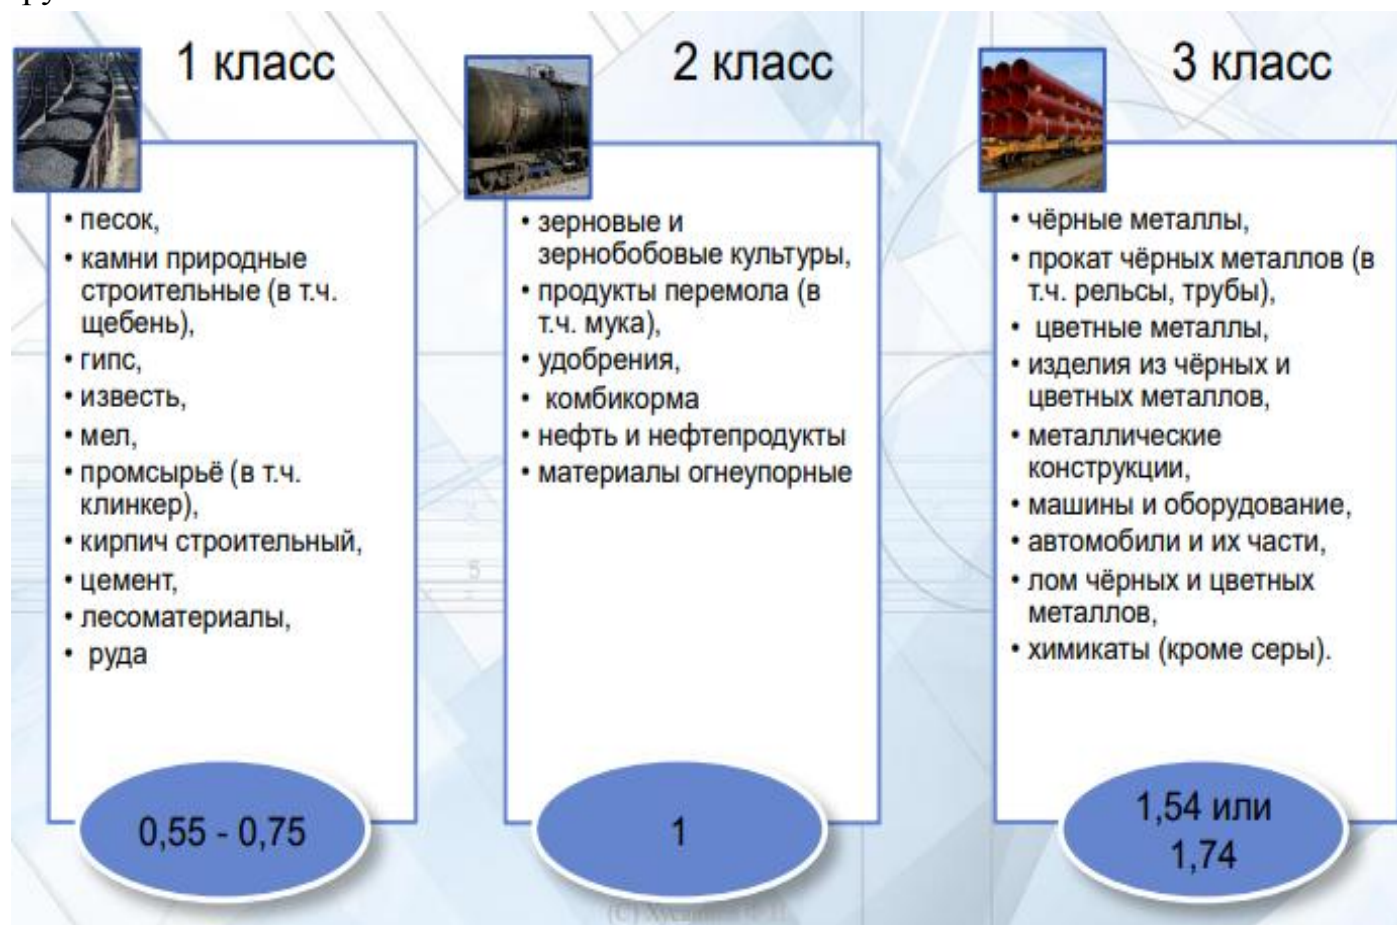 1 класс
• песок,
• камни природные
строительные (в т.ч.
щебень),
• гипс,
• известь,
• мел,
• промсырьё (в т.ч.
клинкер),
• кирпич строительный,
• цемент,
• лесоматериалы,
• руда
0,55 - 0,75
2 класс
• зерновые и
зернобобовые культуры,
• продукты перемола (в
т.ч. мука),
• удобрения,
• комбикорма
• нефть и нефтепродукты
• материалы огнеупорные
1
3 класс
• чёрные металлы,
• прокат чёрных металлов (в
т.ч. рельсы, трубы),
• цветные металлы,
• изделия из чёрных и
цветных металлов,
• металлические
конструкции,
• машины и оборудование,
• автомобили и их части,
• лом чёрных и цветных
металлов,
• химикаты (кроме серы).
1,54 или
1,74